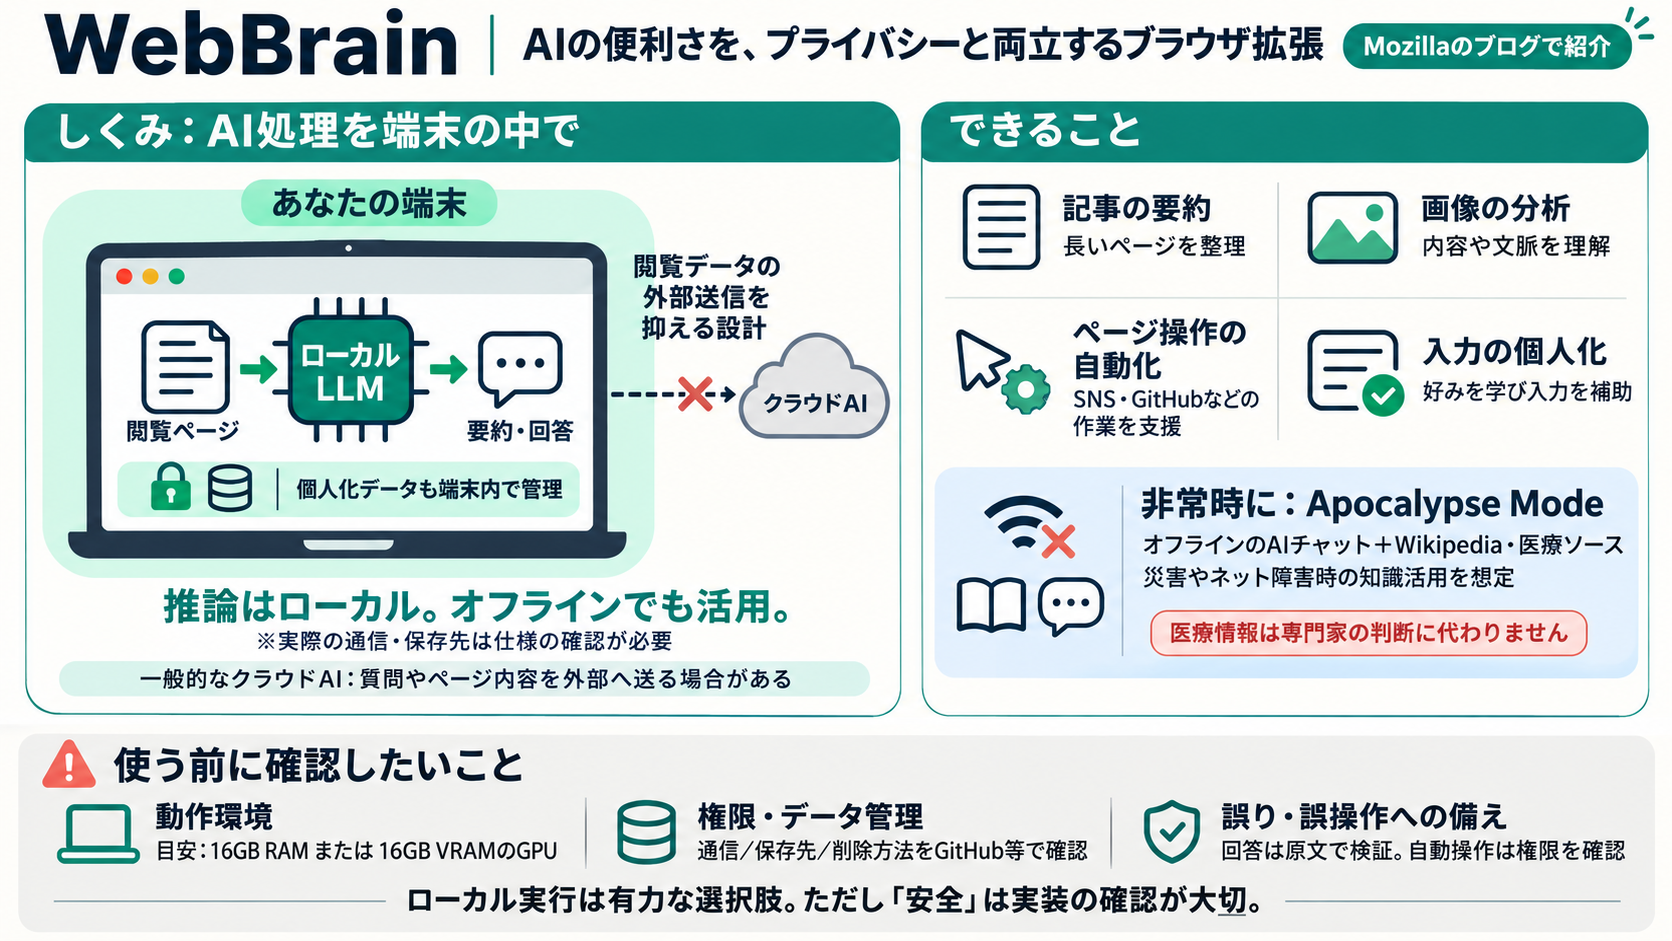 WebBrain
AIの便利さを、プライバシーと両立するブラウザ拡張
Mozillaのブログで紹介
しくみ：AI処理を端末の中で
あなたの端末
閲覧ページ
ローカル
LLM
要約・回答
個人化データも端末内で管理
閲覧データの
外部送信を
抑える設計
クラウドAI
推論はローカル。オフラインでも活用。
※実際の通信・保存先は仕様の確認が必要
一般的なクラウドAI：質問やページ内容を外部へ送る場合がある
できること
記事の要約
長いページを整理
画像の分析
内容や文脈を理解
ページ操作の
自動化
SNS・GitHubなどの
作業を支援
入力の個人化
好みを学び入力を補助
非常時に：Apocalypse Mode
オフラインのAIチャット＋Wikipedia・医療ソース
災害やネット障害時の知識活用を想定
医療情報は専門家の判断に代わりません
使う前に確認したいこと
動作環境
目安：16GB RAM または 16GB VRAMのGPU
権限・データ管理
通信／保存先／削除方法をGitHub等で確認
誤り・誤操作への備え
回答は原文で検証。自動操作は権限を確認
ローカル実行は有力な選択肢。ただし「安全」は実装の確認が大切。